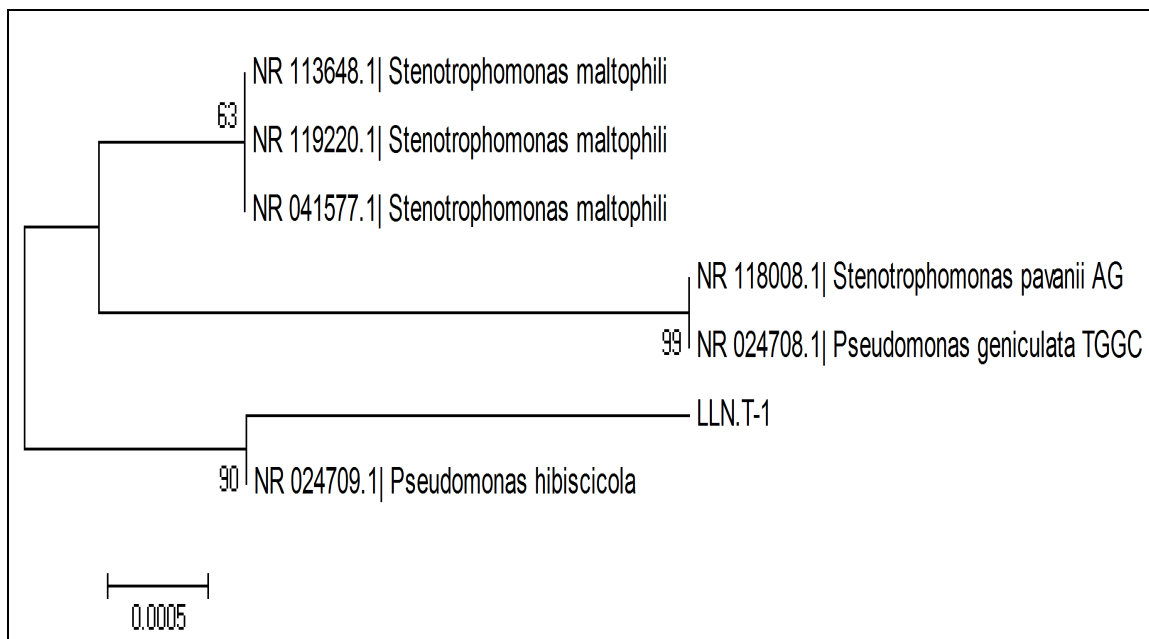 NR 113648.1| Stenotrophomonas maltophili
63
NR 119220.1| Stenotrophomonas maltophili
NR 041577.1| Stenotrophomonas maltophili
NR 118008.1| Stenotrophomonas pavanii AG
99
NR 024708.1| Pseudomonas geniculata TGGC
LLN.T-1
90
NR 024709.1| Pseudomonas hibiscicola
0.0005